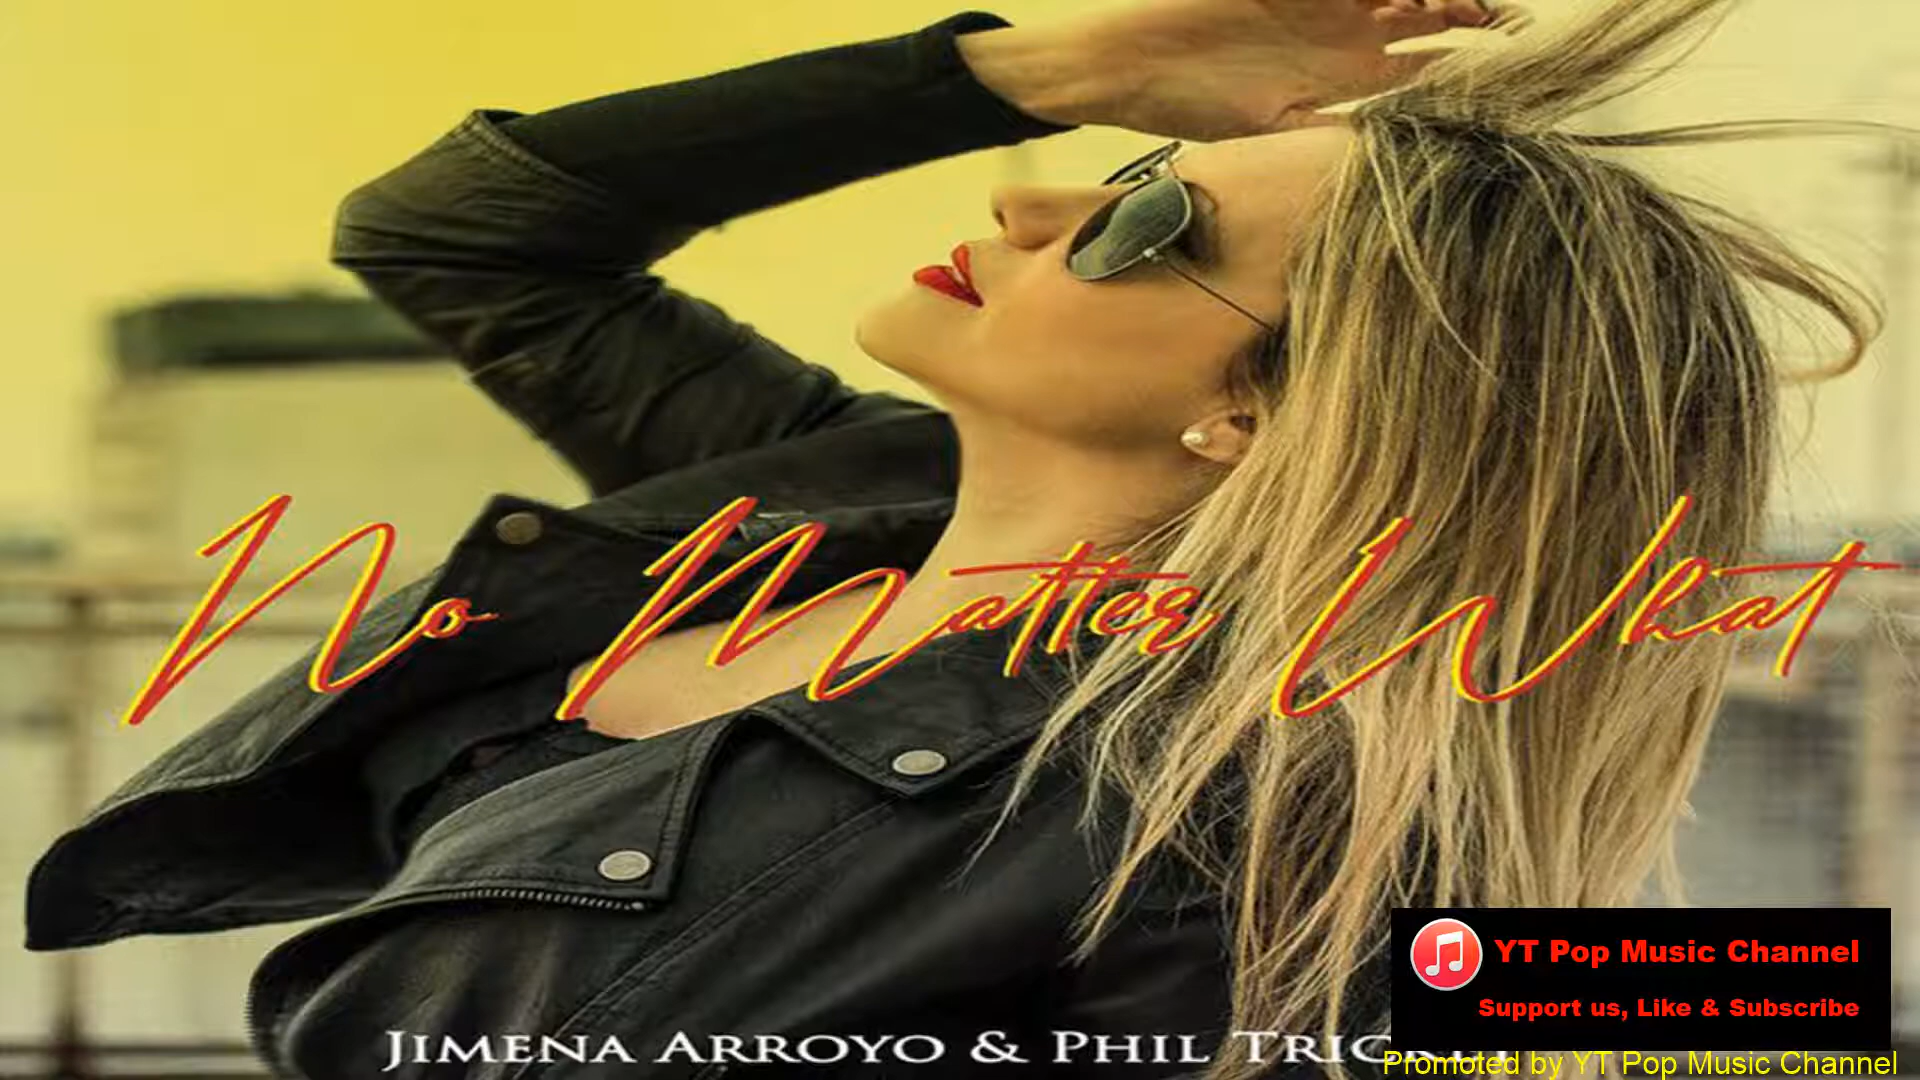 No Matter What
YT Pop Music Channel
Support us, Like & Subscribe
JIMENA ARROYO & PHIL
Promoted by YT Pop Music Channel